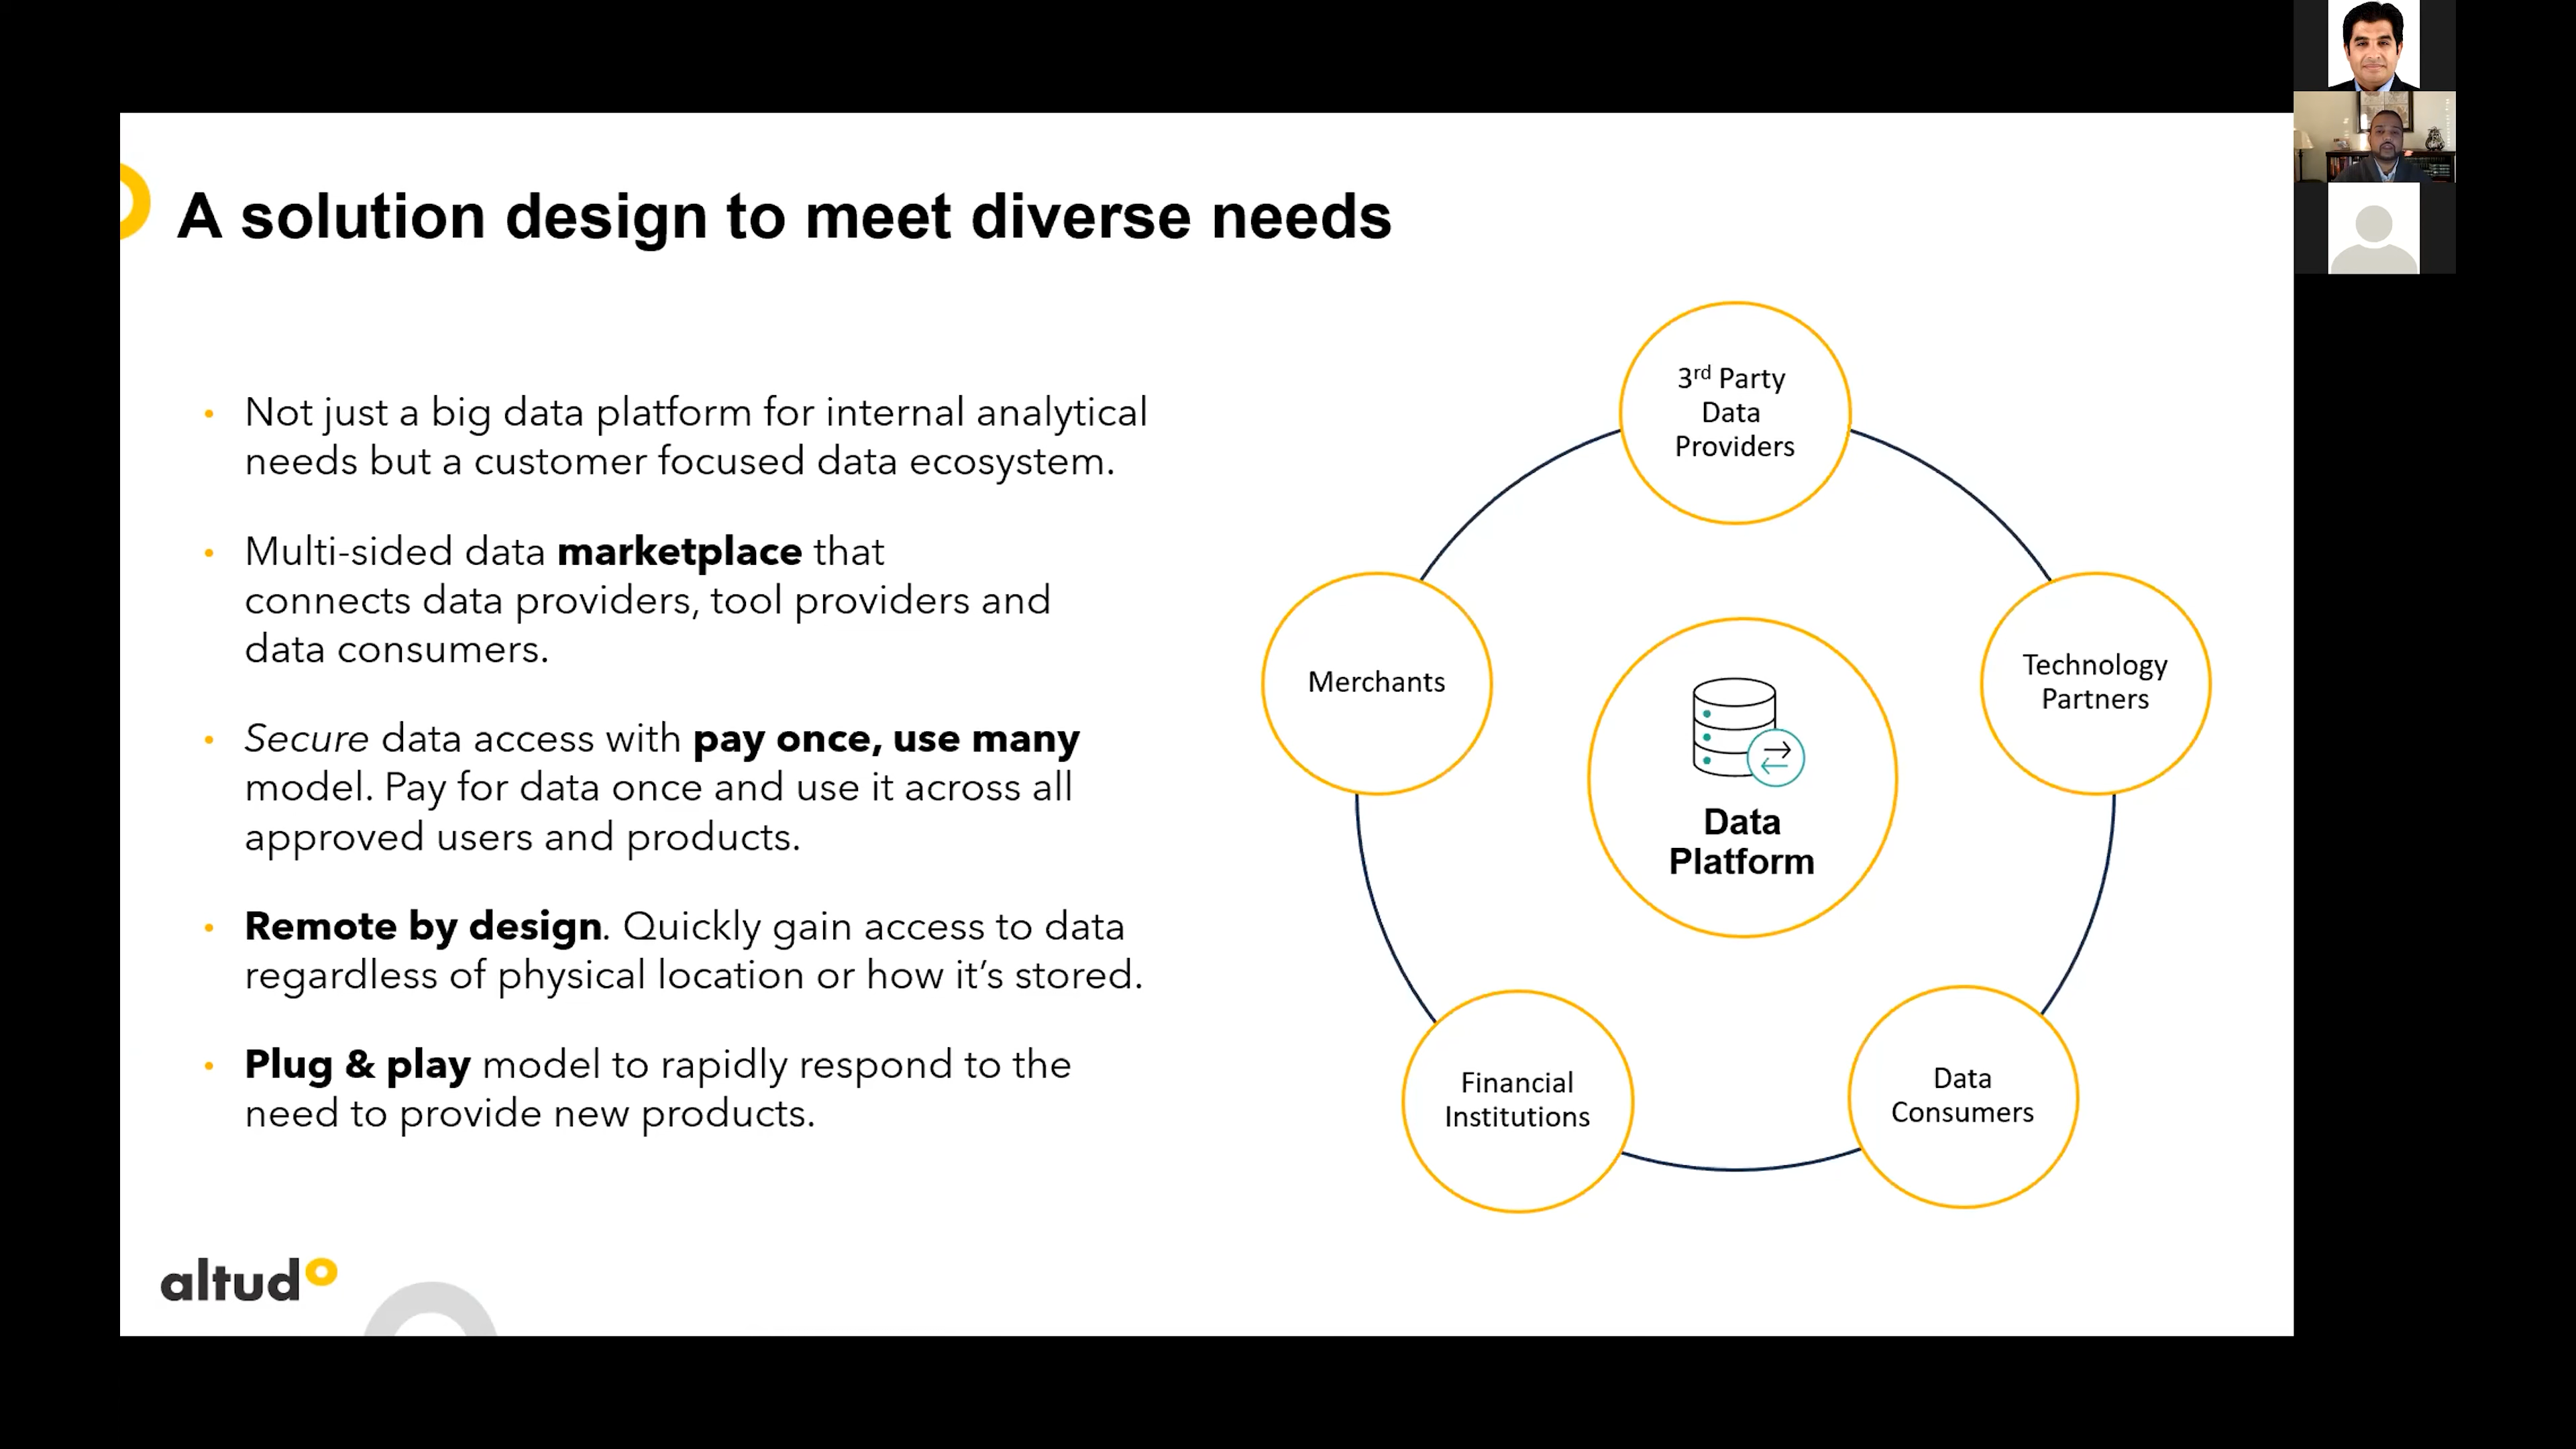 A solution design to meet diverse needs
• Not just a big data platform for internal analytical
needs but a customer focused data ecosystem.
• Multi-sided data marketplace that
connects data providers, tool providers and
data consumers.
• Secure data access with pay once, use many
model. Pay for data once and use it across all
approved users and products.
• Remote by design. Quickly gain access to data
regardless of physical location or how it’s stored.
• Plug & play model to rapidly respond to the
need to provide new products.
3rd Party
Data
Providers
Merchants
Technology
Partners
Data
Platform
Financial
Institutions
Data
Consumers
altudo